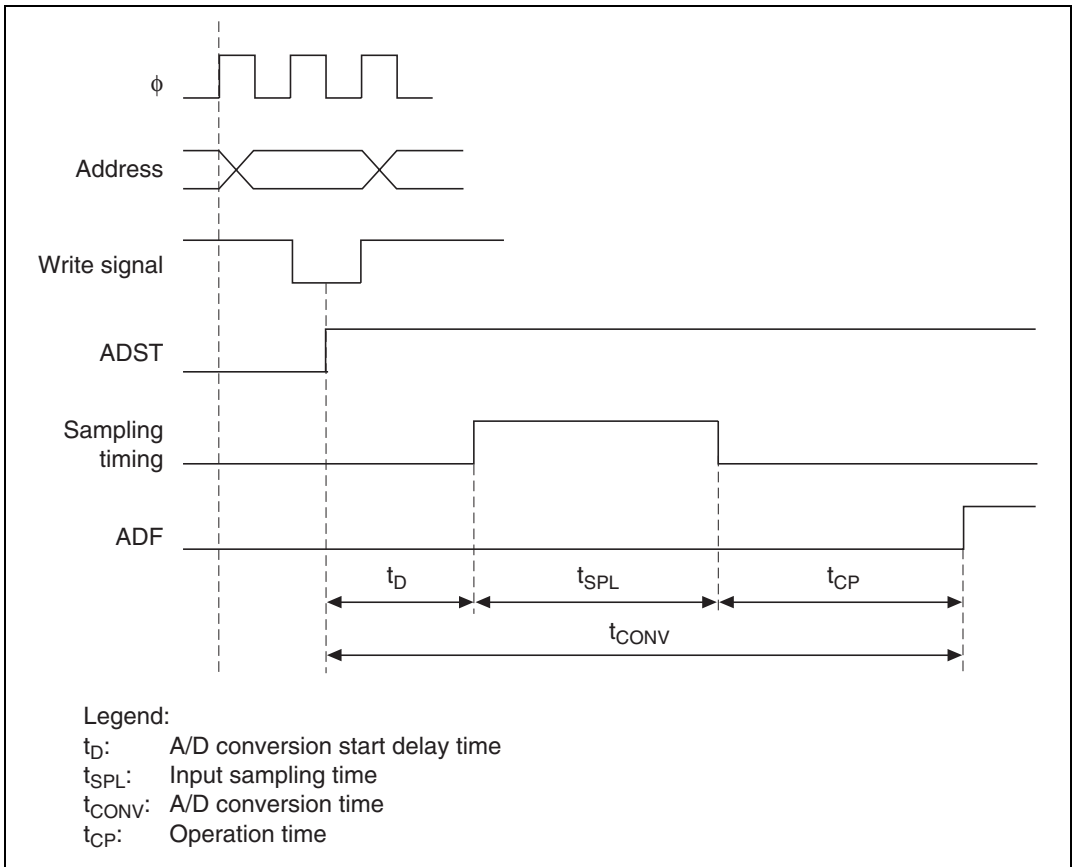 ϕ
Address
Write signal
ADST
Sampling
timing
ADF
tD
tSPL
tCP
tCONV
Legend:
tD: A/D conversion start delay time
tSPL: Input sampling time
tCONV: A/D conversion time
tCP: Operation time